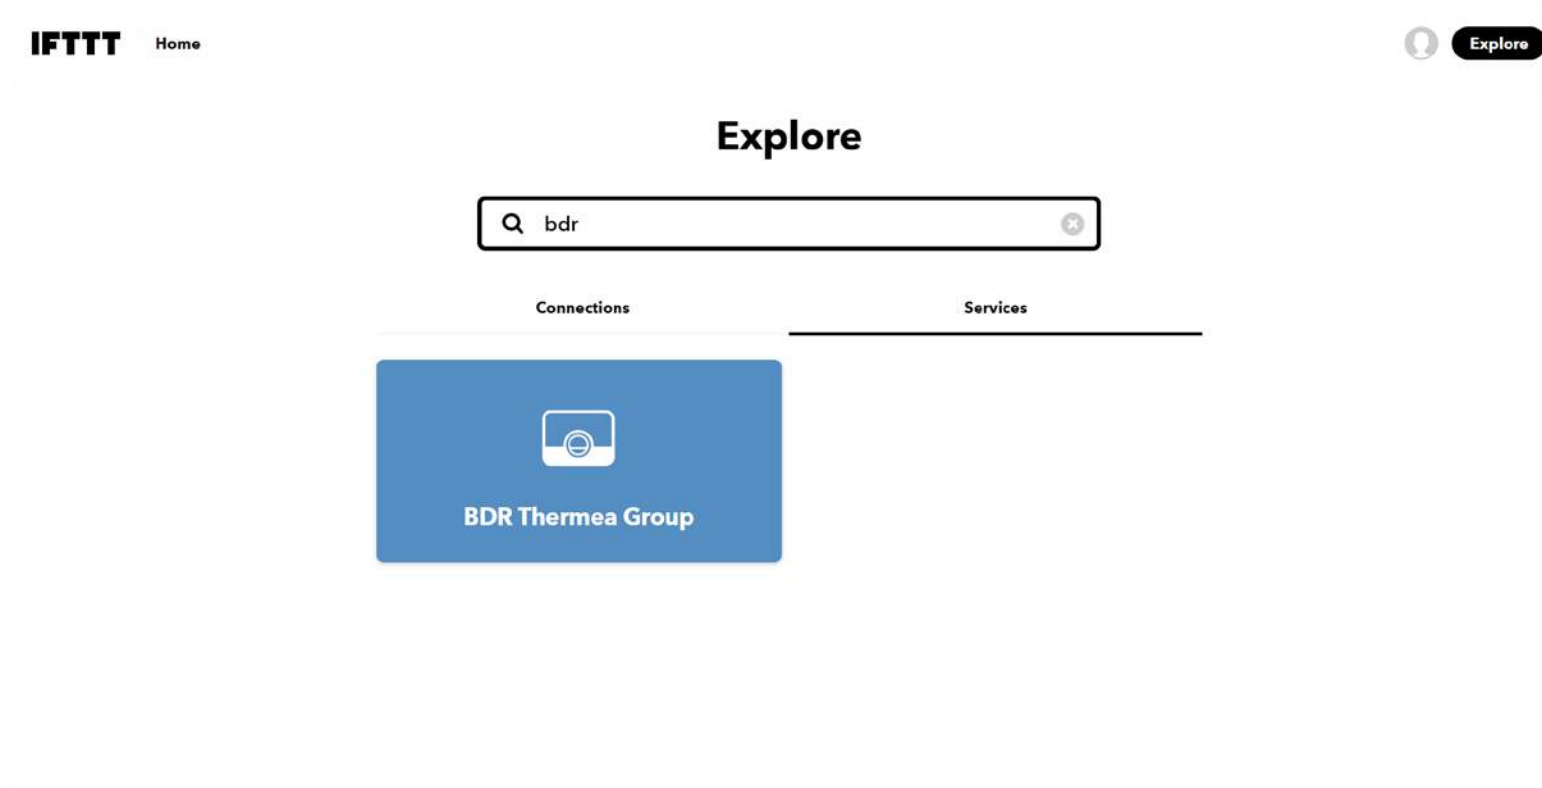 IFTTT Home Explore
Explore
bdr
Connections Services
BDR Thermea Group